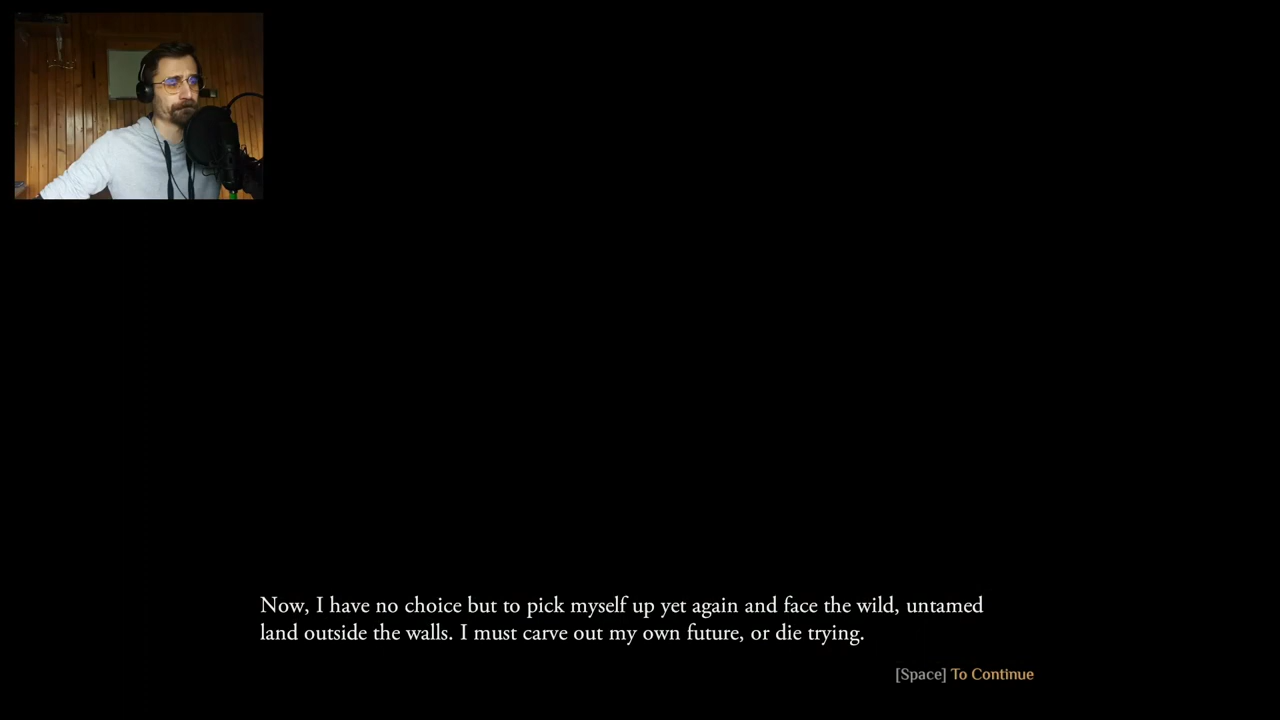 Now, I have no choice but to pick myself up yet again and face the wild, untamed
land outside the walls. I must carve out my own future, or die trying.
[Space] To Continue